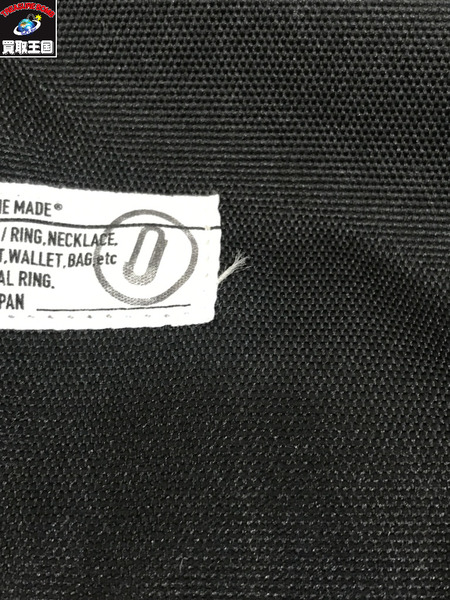 買取王国
IE MADE®
/ RING, NECKLACE.
T, WALLET, BAG, etc
AL RING.
PAN